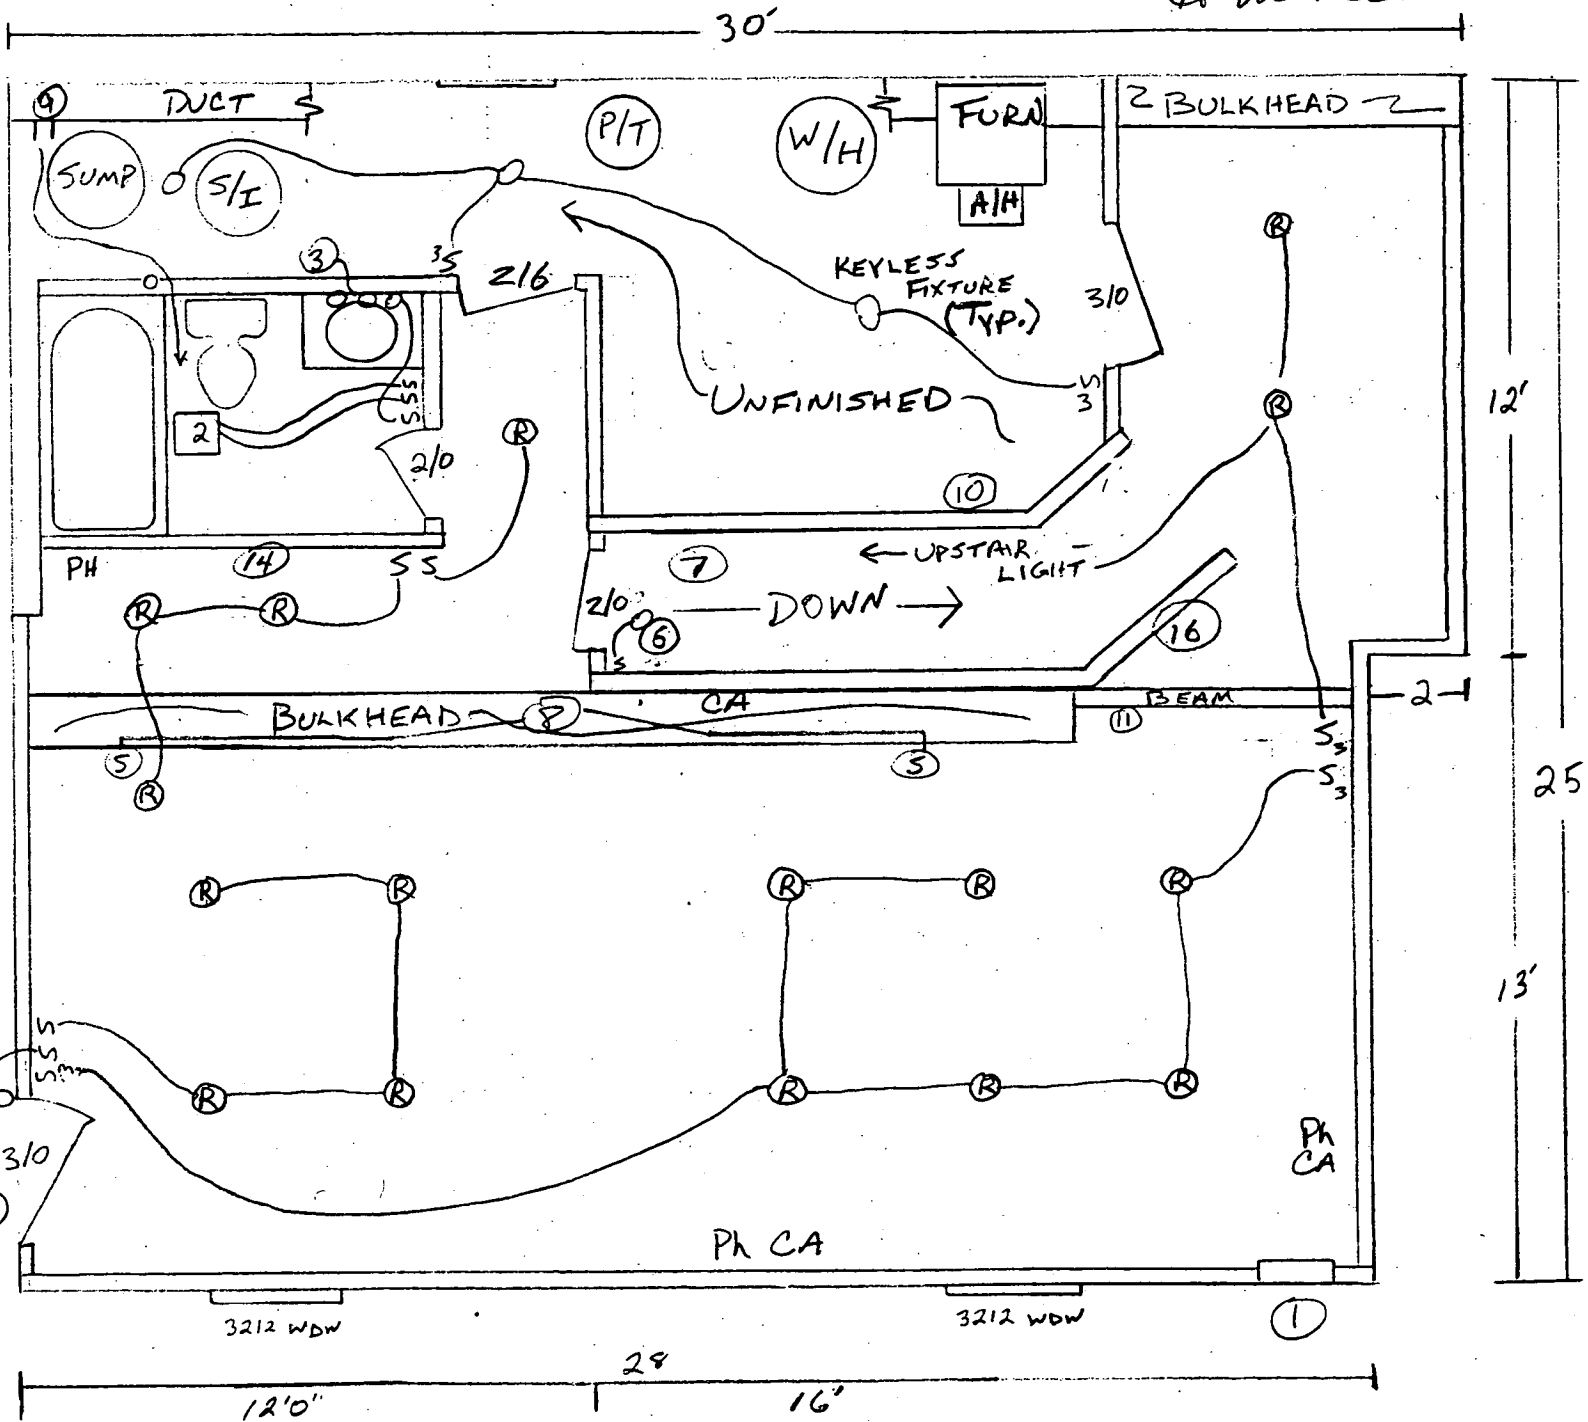 30'
9
DUCT
P/T
W/H
FURN
BULKHEAD
SUMP
S/I
A/H
R
3
3S
2/6
KEYLESS
FIXTURE
(TYP.)
3/0
S
S
S
S
3
UNFINISHED
R
12'
2
R
2/0
10
PH
14
S S
7
← UPSTAIR
LIGHT
R
R
2/0
6
DOWN →
16
S
BULKHEAD
8
CA
BEAM
2
11
S3
5
5
S3
25
R
R
R
R
R
R
13'
S
S
S3
R
R
R
R
R
3/0
Ph
CA
Ph CA
3212 WDW
3212 WDW
1
28
12'0"
16'